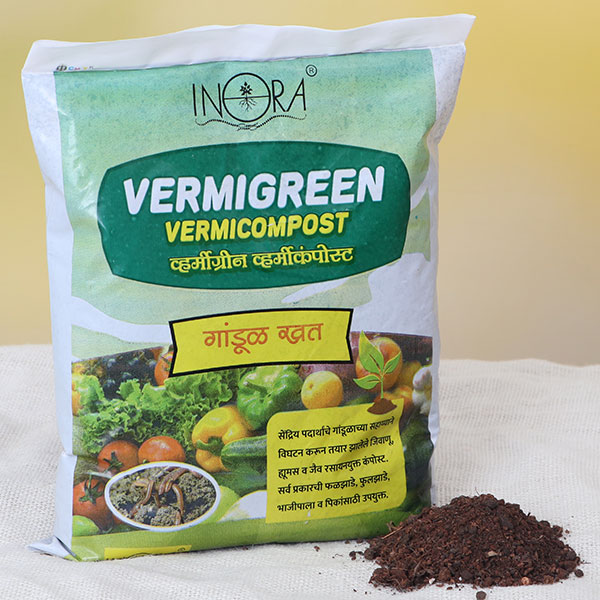 INORA®
VERMIGREEN
VERMICOMPOST
व्हर्मीग्रीन व्हर्मीकंपोस्ट
गांडूळ खत
सेंद्रिय पदार्थाचे गांडूळाच्या सहाय्याने
विघटन करून तयार झालेले जिवाणू,
ह्यूमस व जैव रसायनयुक्त कंपोस्ट.
सर्व प्रकारची फळझाडे, फुलझाडे,
भाजीपाला व पिकांसाठी उपयुक्त.